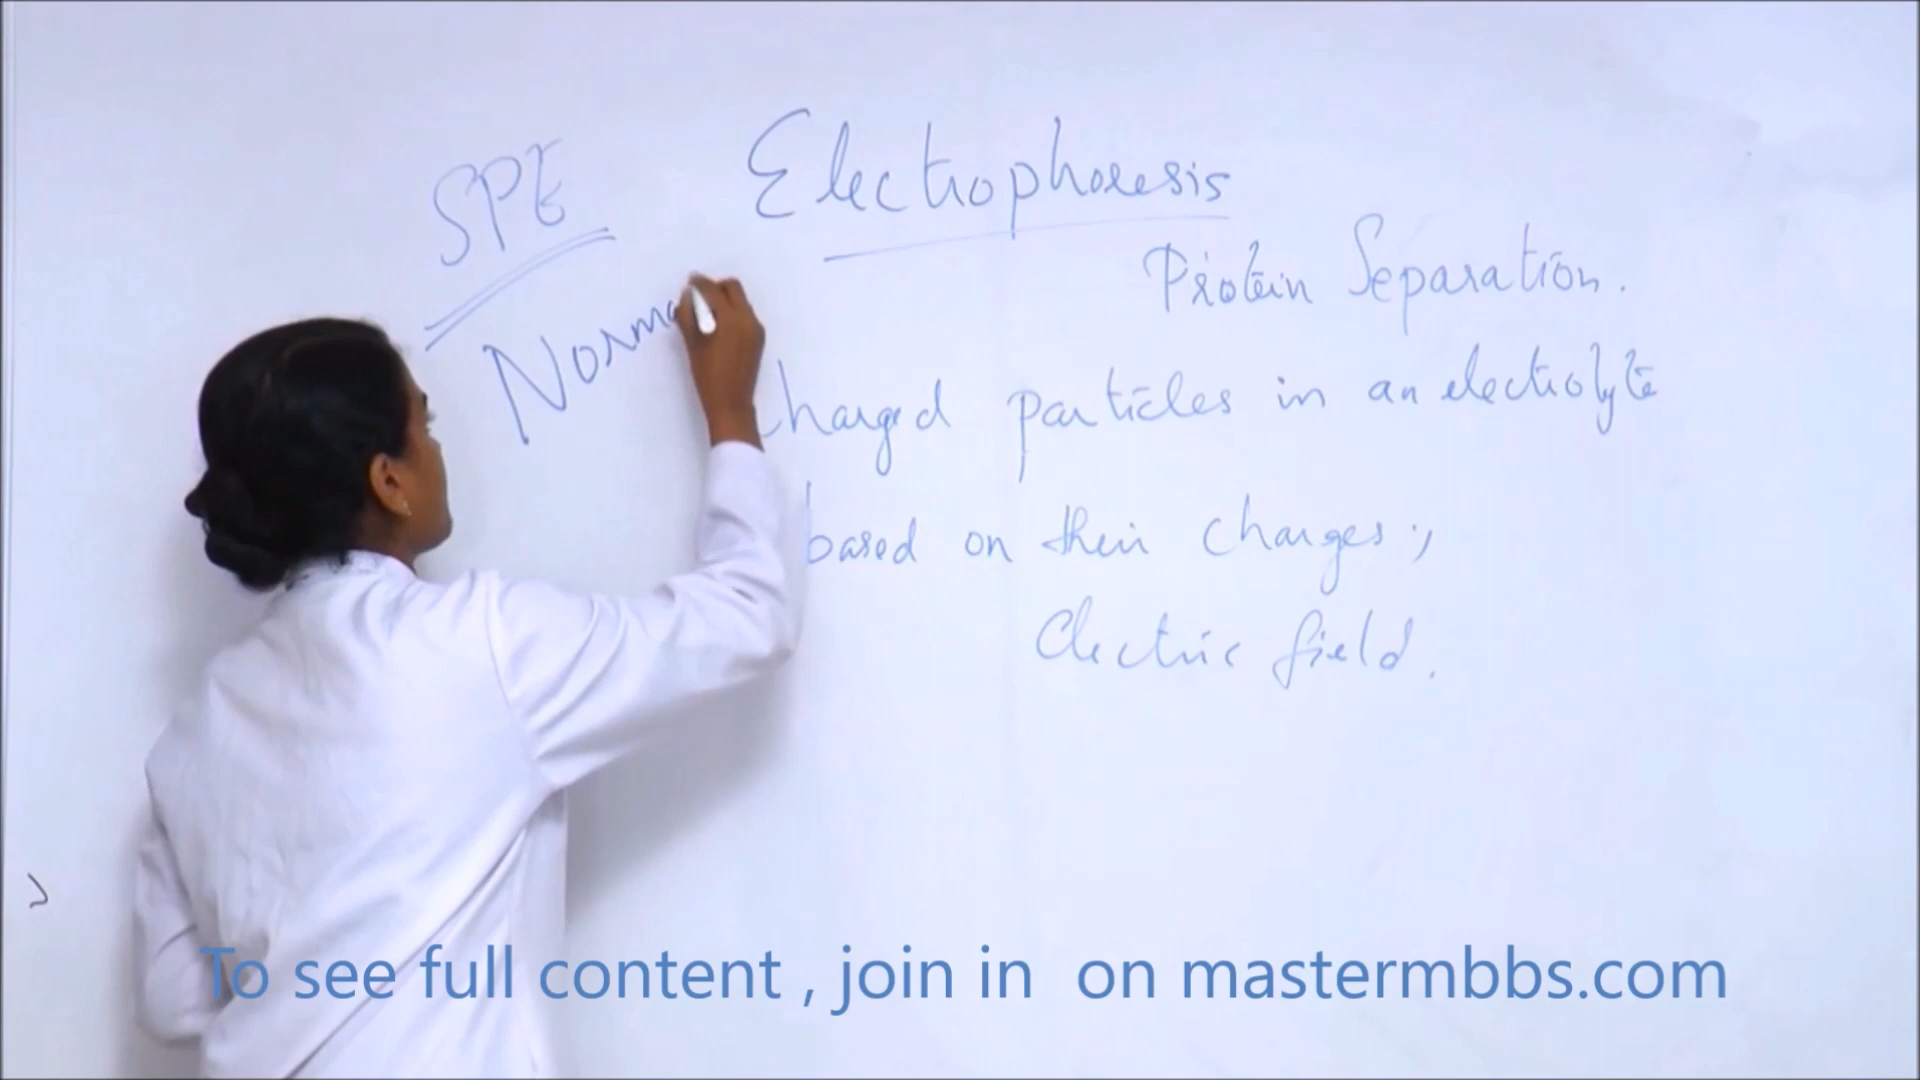 SPE
Electrophoresis
Protein Separation.
Norma
charged particles in an electrolyte
based on their charges,
Electric field.
To see full content , join in on mastermbbs.com